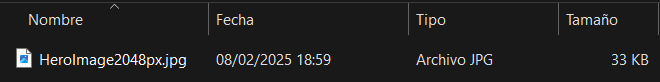 Nombre Fecha Tipo Tamaño
HeroImage2048px.jpg 08/02/2025 18:59 Archivo JPG 33 KB